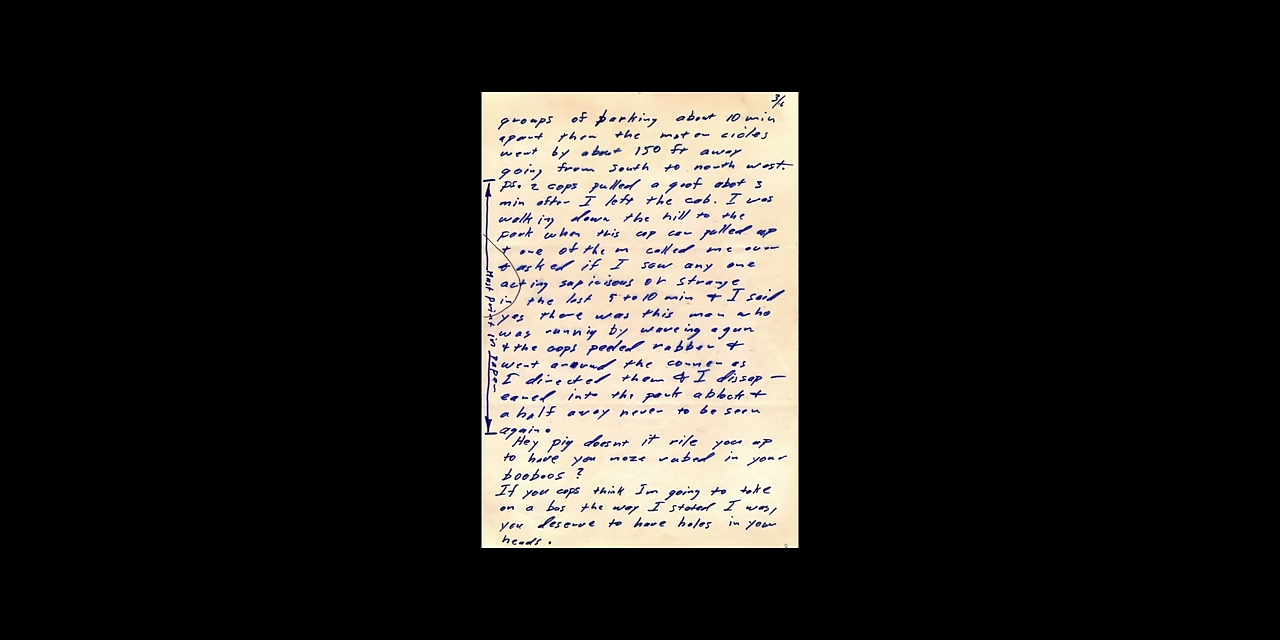 3/6
groups of barking about 10 min
apart then the motor cicles
went by about 150 ft away
going from south to north west.
ps. 2 cops pulled a goof abot 3
min after I left the cab. I was
walking down the hill to the
park when this cop car pulled up
+ one of them called me over
+ asked if I saw any one
acting sapicisous or strange
in the last 5 to 10 min + I said
yes there was this man who
was runnig by waveing a gun
+ the cops peeled rubber +
went around the corner as
I directed them + I dissap —
eared into the park a block +
a half away never to be seen
again.
Must print in paper
Hey pig doesnt it rile you up
to have you noze rubed in your
booboos ?
If you cops think Im going to take
on a bus the way I stated I was,
you deserve to have holes in your
heads.